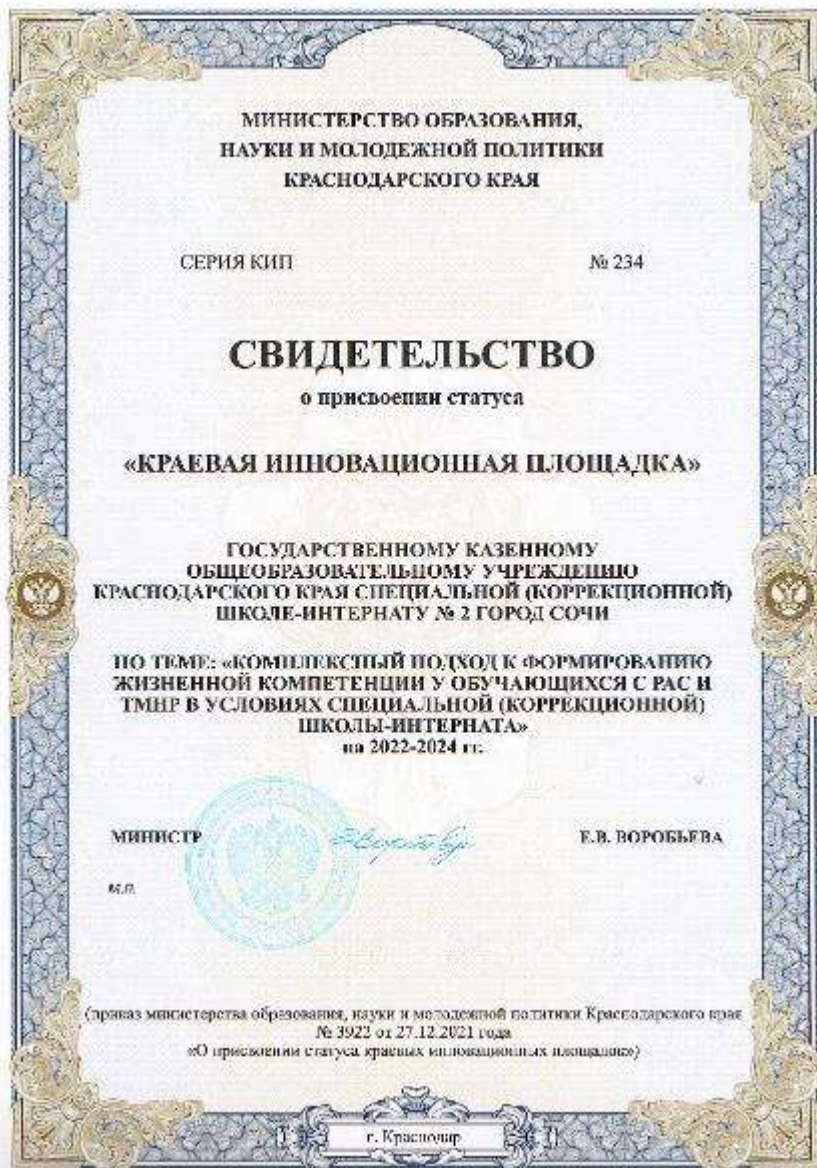 МИНИСТЕРСТВО ОБРАЗОВАНИЯ,
НАУКИ И МОЛОДЕЖНОЙ ПОЛИТИКИ
КРАСНОДАРСКОГО КРАЯ
СЕРИЯ КИП № 234
СВИДЕТЕЛЬСТВО
о присвоении статуса
«КРАЕВАЯ ИННОВАЦИОННАЯ ПЛОЩАДКА»
ГОСУДАРСТВЕННОМУ КАЗЕННОМУ
ОБЩЕОБРАЗОВАТЕЛЬНОМУ УЧРЕЖДЕНИЮ
КРАСНОДАРСКОГО КРАЯ СПЕЦИАЛЬНОЙ (КОРРЕКЦИОННОЙ)
ШКОЛЕ-ИНТЕРНАТУ № 2 ГОРОД СОЧИ
ПО ТЕМЕ: «КОМПЛЕКСНЫЙ ПОДХОД К ФОРМИРОВАНИЮ
ЖИЗНЕННОЙ КОМПЕТЕНЦИИ У ОБУЧАЮЩИХСЯ С РАС И
ТМНР В УСЛОВИЯХ СПЕЦИАЛЬНОЙ (КОРРЕКЦИОННОЙ)
ШКОЛЫ-ИНТЕРНАТА»
на 2022-2024 гг.
МИНИСТР Е.В. ВОРОБЬЕВА
М.П.
(приказ министерства образования, науки и молодежной политики Краснодарского края
№ 3922 от 27.12.2021 года
«О присвоении статуса краевых инновационных площадок»)
г. Краснодар